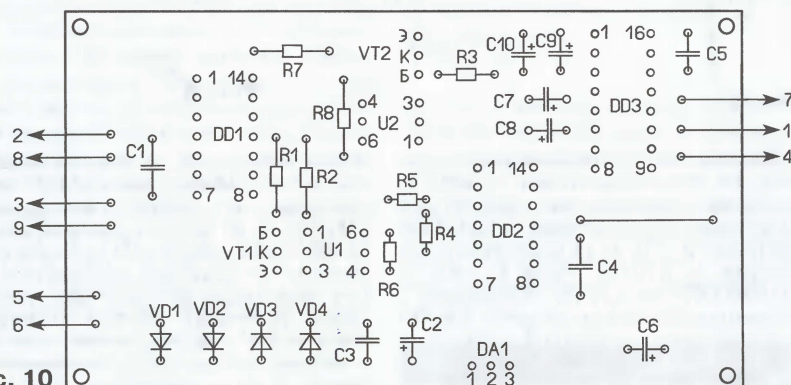 Э
VT2 К
Б
R7
R3
C10 + C9 +
1 16
C5
1 14
DD1
7 8
R8
4
6
U2
3
1
C7 +
C8 +
DD3
8 9
7
1
4
2
8
3
9
5
6
C1
R1
R2
Б
VT1 К
Э
1
U1
3
6
4
R5
R4
R6
1 14
DD2
7 8
C4
VD1 VD2 VD3 VD4
C3
C2 +
DA1
1 2 3
C6 +
с. 10